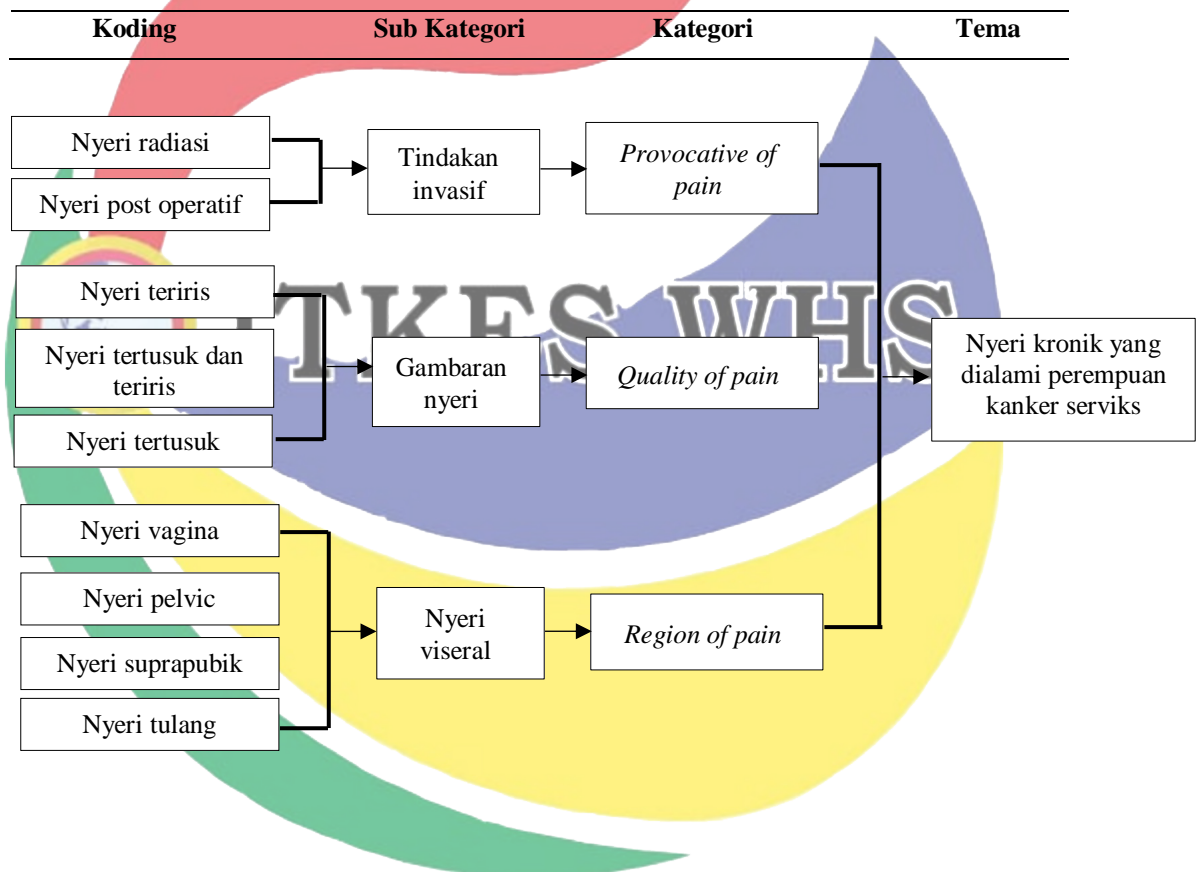 Koding Sub Kategori Kategori Tema
Nyeri radiasi
Nyeri post operatif
Tindakan
invasif
Provocative of
pain
Nyeri teriris
Nyeri tertusuk dan
teriris
Nyeri tertusuk
Gambaran
nyeri
Quality of pain
Nyeri vagina
Nyeri pelvic
Nyeri suprapubik
Nyeri tulang
Nyeri
viseral
Region of pain
Nyeri kronik yang
dialami perempuan
kanker serviks
TKES WHS